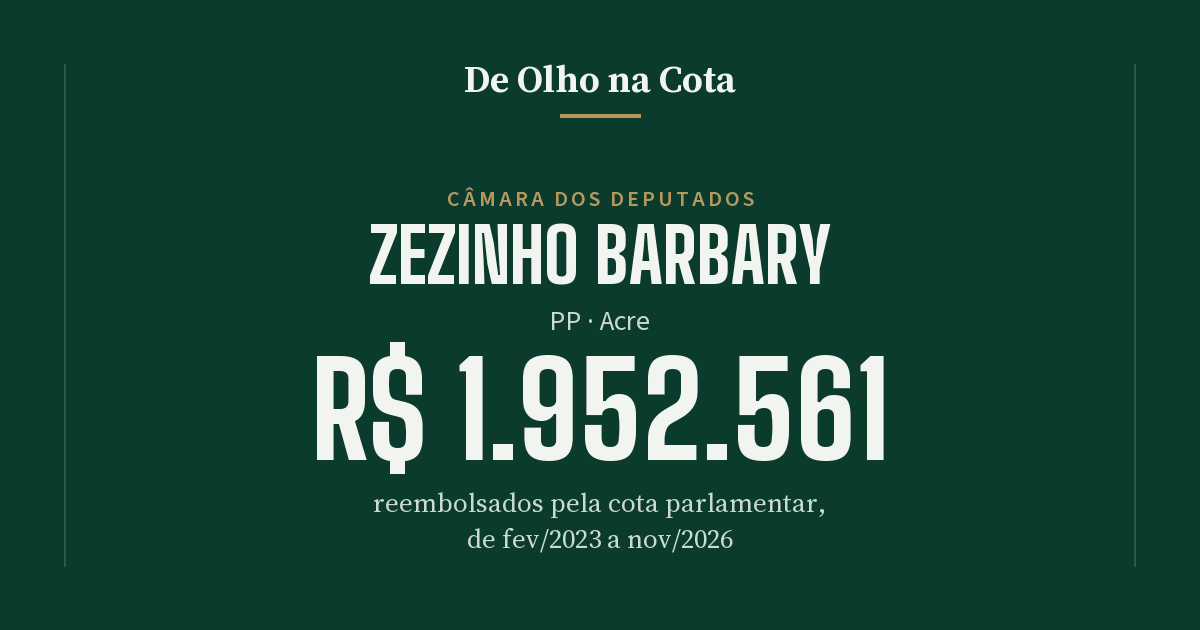 De Olho na Cota
CÂMARA DOS DEPUTADOS
ZEZINHO BARBARY
PP · Acre
R$ 1.952.561
reembolsados pela cota parlamentar,
de fev/2023 a nov/2026